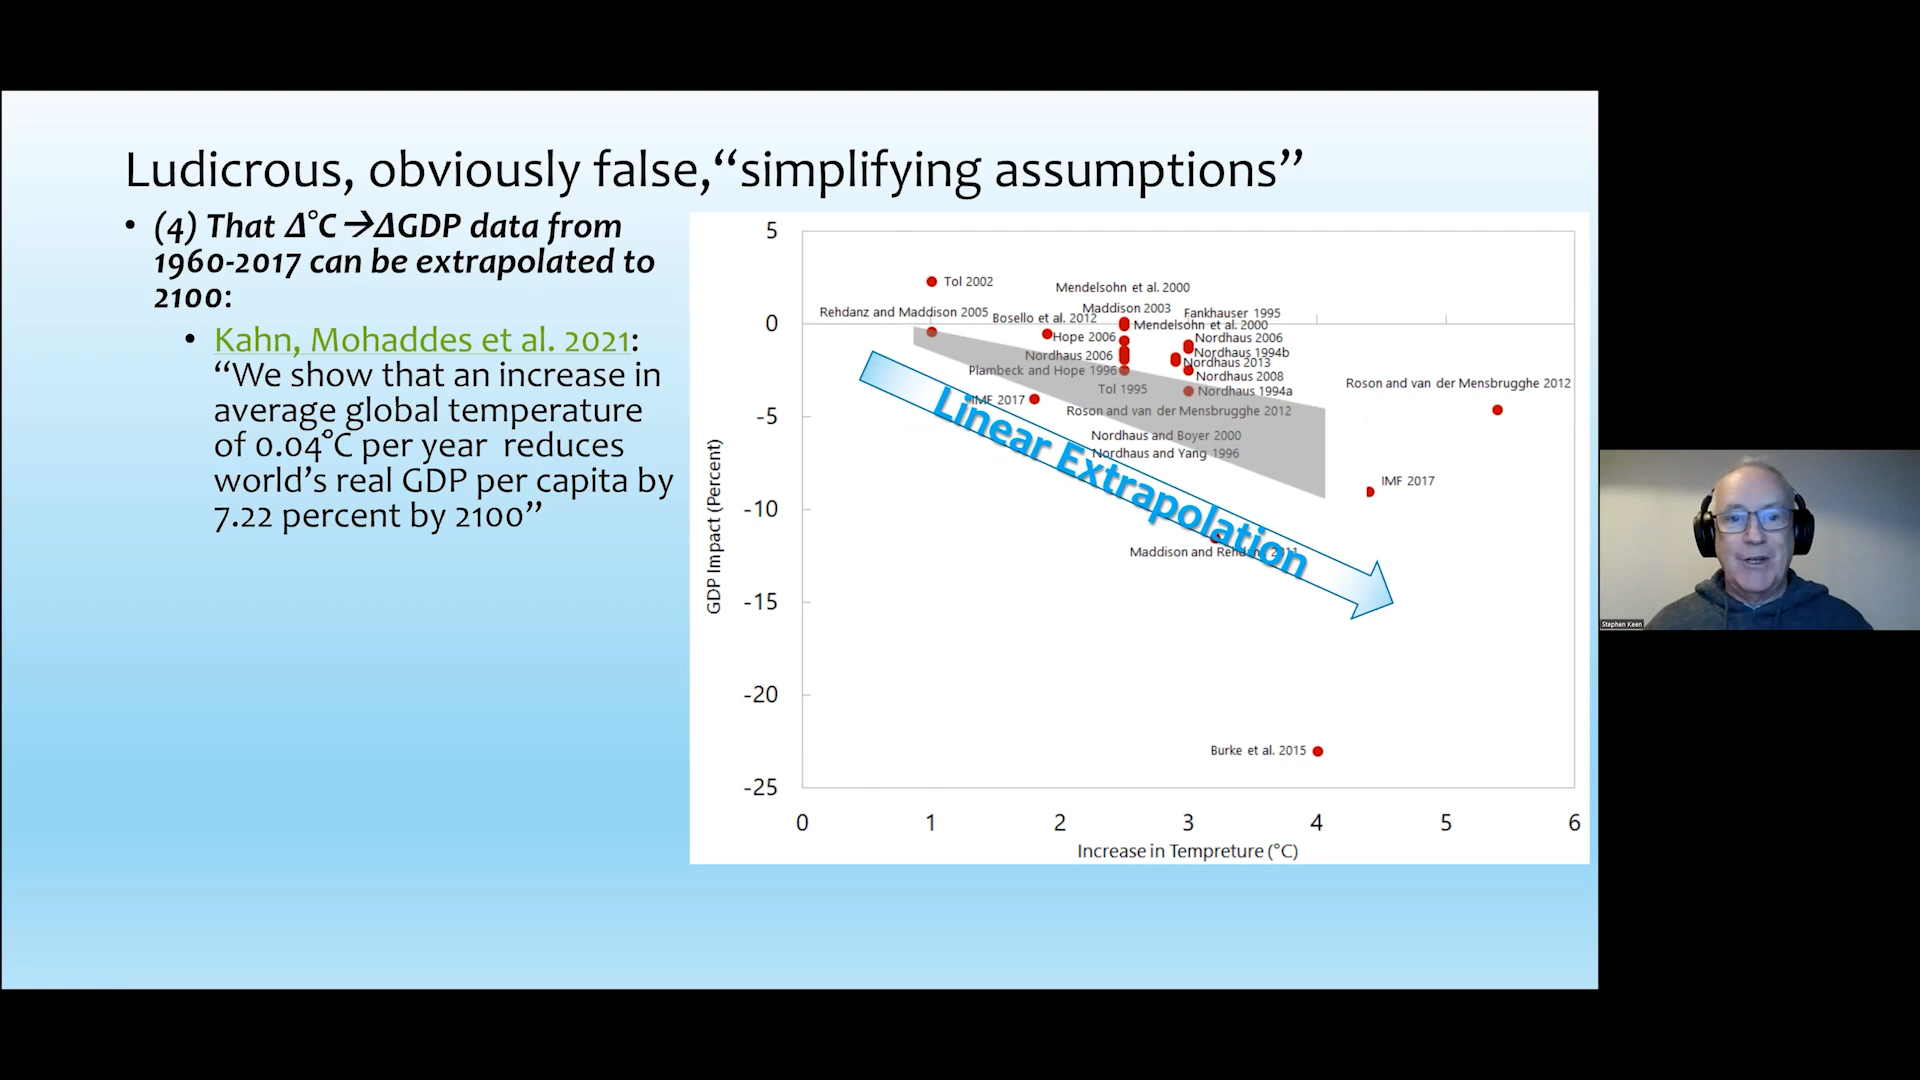 Ludicrous, obviously false,“simplifying assumptions”
• (4) That Δ°C→ΔGDP data from
1960-2017 can be extrapolated to
2100:
• Kahn, Mohaddes et al. 2021:
“We show that an increase in
average global temperature
of 0.04°C per year reduces
world’s real GDP per capita by
7.22 percent by 2100”
5
0
-5
-10
-15
-20
-25
GDP Impact (Percent)
Tol 2002
Mendelsohn et al. 2000
Rehdanz and Maddison 2005
Bosello et al. 2012
Maddison 2003
Fankhauser 1995
Mendelsohn et al. 2000
Hope 2006
Nordhaus 2006
Nordhaus 2006
Nordhaus 1994b
Nordhaus 2013
Plambeck and Hope 1996
Nordhaus 2008
Roson and van der Mensbrugghe 2012
Tol 1995
Nordhaus 1994a
IMF 2017
Roson and van der Mensbrugghe 2012
Nordhaus and Boyer 2000
Nordhaus and Yang 1996
Linear Extrapolation
IMF 2017
Maddison and Rehdanz 2011
Burke et al. 2015
0 1 2 3 4 5 6
Increase in Tempreture (°C)
Stephen Keen